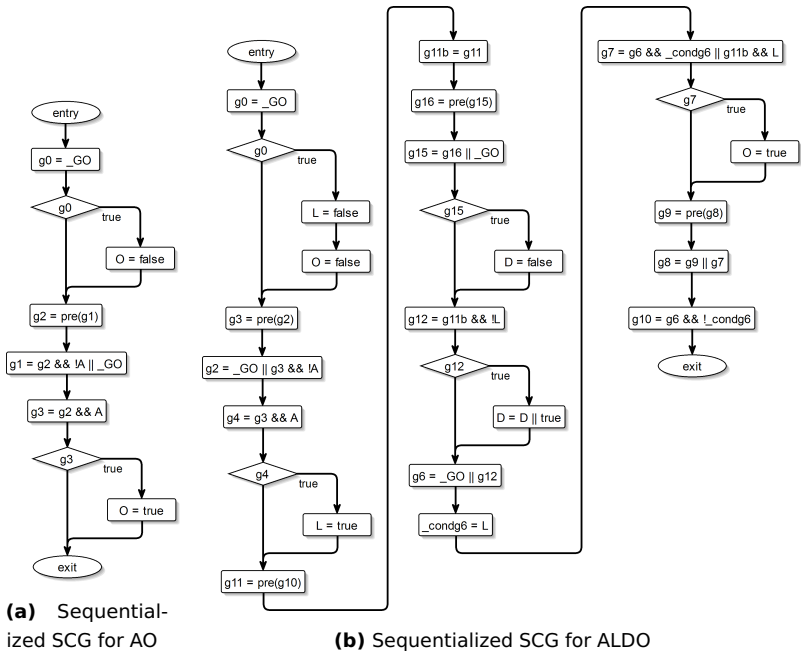 entry
g0 = _GO
g0
true
O = false
g2 = pre(g1)
g1 = g2 && !A || _GO
g3 = g2 && A
g3
true
O = true
exit
(a) Sequential-
ized SCG for AO
entry
g0 = _GO
g0
true
L = false
O = false
g3 = pre(g2)
g2 = _GO || g3 && !A
g4 = g3 && A
g4
true
L = true
g11 = pre(g10)
g11b = g11
g16 = pre(g15)
g15 = g16 || _GO
g15
true
D = false
g12 = g11b && !L
g12
true
D = D || true
g6 = _GO || g12
_condg6 = L
g7 = g6 && _condg6 || g11b && L
g7
true
O = true
g9 = pre(g8)
g8 = g9 || g7
g10 = g6 && !_condg6
exit
(b) Sequentialized SCG for ALDO